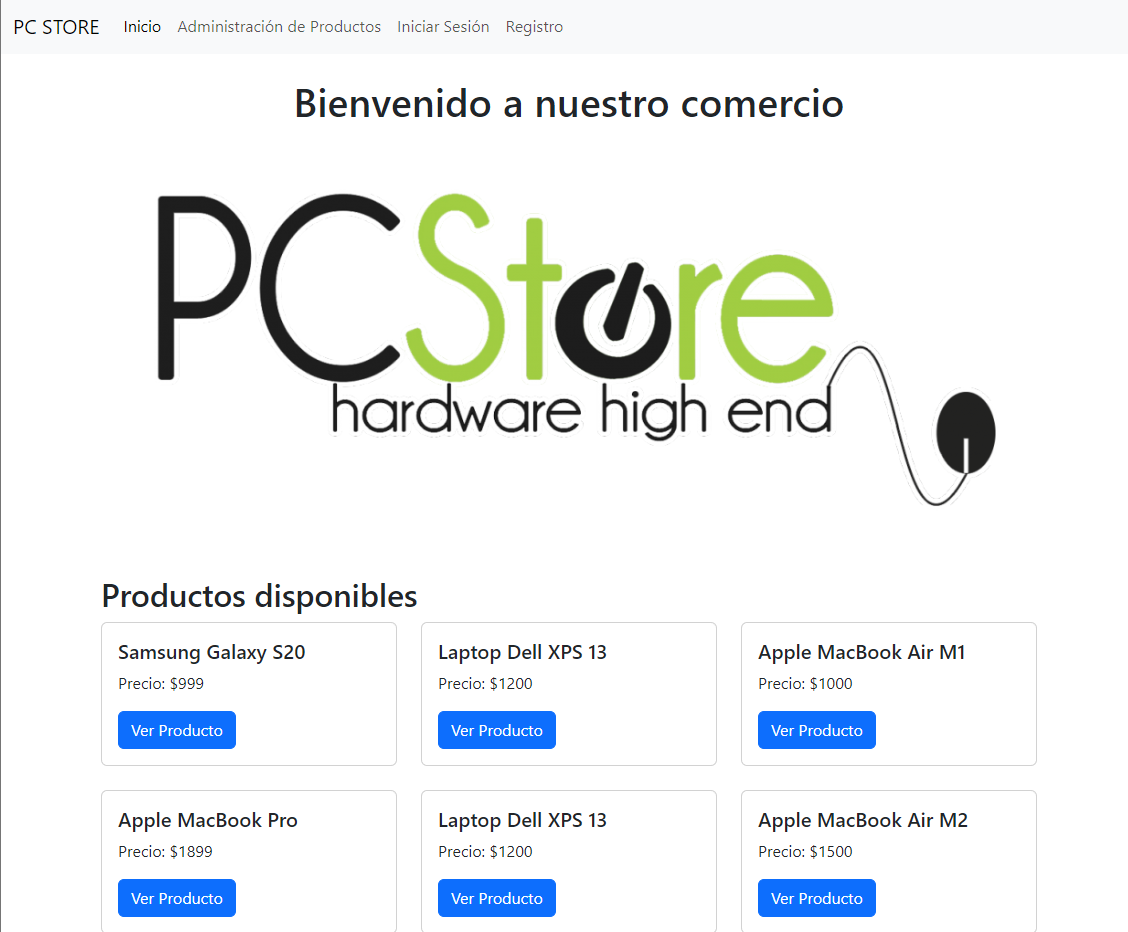 PC STORE Inicio Administración de Productos Iniciar Sesión Registro
Bienvenido a nuestro comercio
PCStore
hardware high end
Productos disponibles
Samsung Galaxy S20
Precio: $999
Ver Producto
Laptop Dell XPS 13
Precio: $1200
Ver Producto
Apple MacBook Air M1
Precio: $1000
Ver Producto
Apple MacBook Pro
Precio: $1899
Ver Producto
Laptop Dell XPS 13
Precio: $1200
Ver Producto
Apple MacBook Air M2
Precio: $1500
Ver Producto